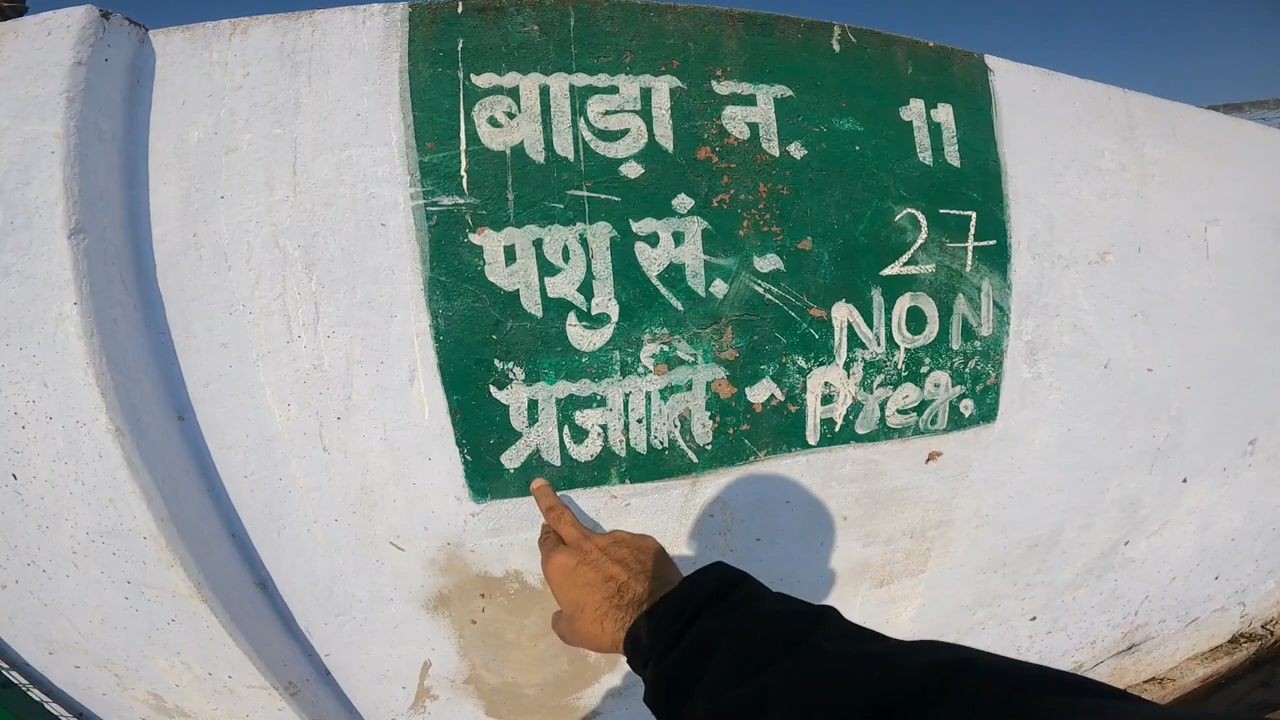 बाड़ा न. 11
पशु सं. - 27
NON
प्रजाति - Preg.